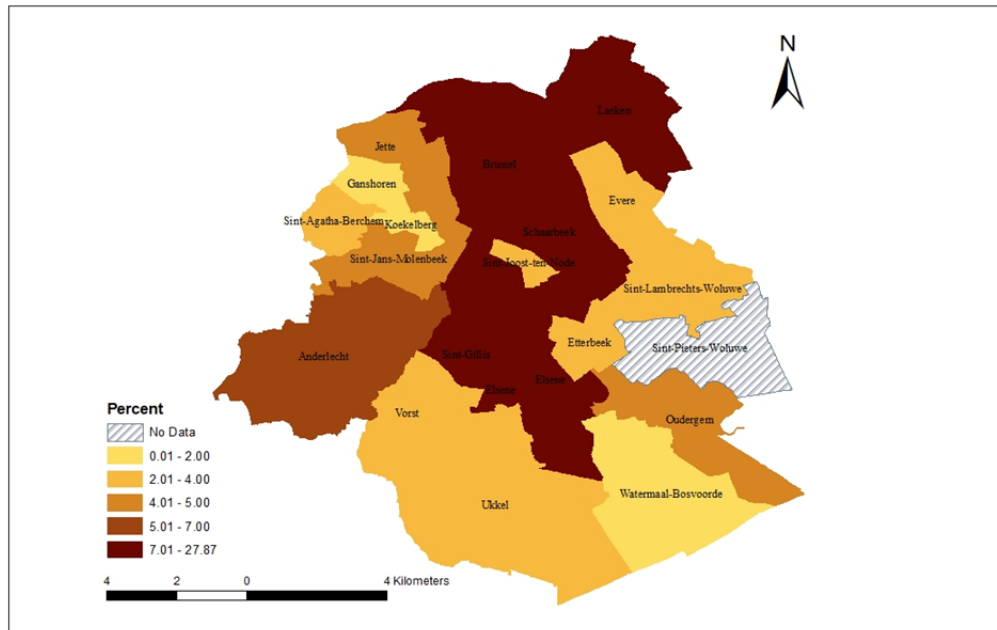 N
Laeken
Jette
Brussel
Ganshoren
Evere
Sint-Agatha-Berchem
Koekelberg
Schaarbeek
Sint-Jans-Molenbeek
Sint-Joost-ten-Node
Sint-Lambrechts-Woluwe
Etterbeek
Sint-Pieters-Woluwe
Anderlecht
Sint-Gillis
Elsene
Elsene
Vorst
Oudergem
Watermaal-Bosvoorde
Ukkel
Percent
No Data
0.01 - 2.00
2.01 - 4.00
4.01 - 5.00
5.01 - 7.00
7.01 - 27.87
4 2 0 4 Kilometers